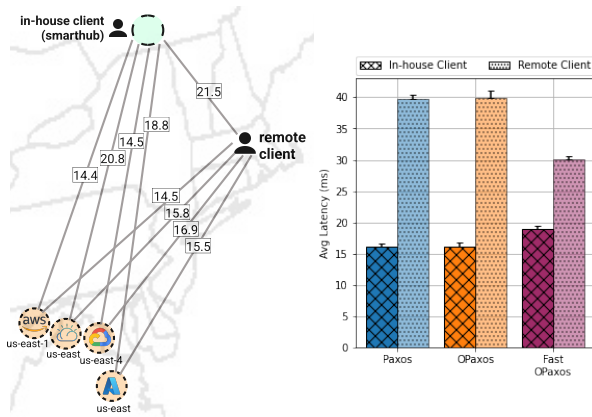 in-house client
(smarthub)
21.5
18.8
14.5
20.8
14.4
remote
client
14.5
15.8
16.9
15.5
aws
us-east-1
us-east
us-east-4
us-east
In-house Client
Remote Client
Avg Latency (ms)
40
35
30
25
20
15
10
5
0
Paxos
OPaxos
Fast
OPaxos